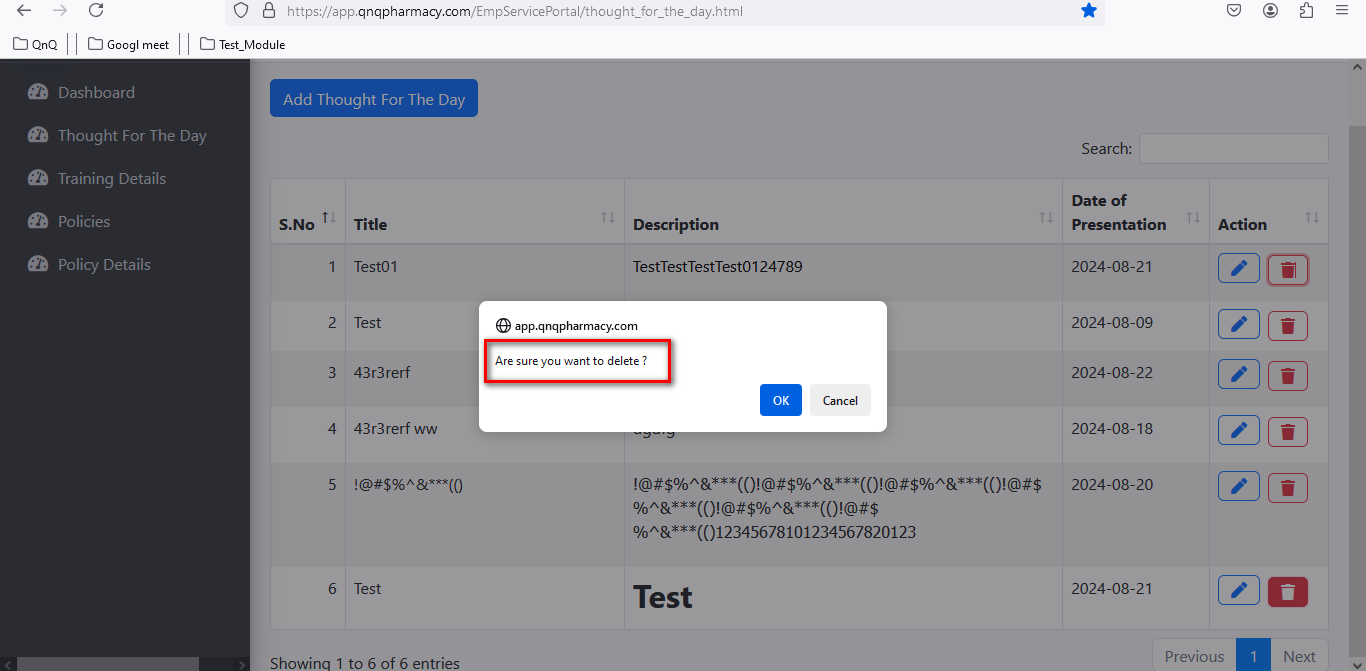 https://app.qnqpharmacy.com/EmpServicePortal/thought_for_the_day.html
QnQ
Googl meet
Test_Module
Dashboard
Thought For The Day
Training Details
Policies
Policy Details
Add Thought For The Day
Search:
S.No Title Description Date of Presentation Action
1 Test01 TestTestTestTest0124789 2024-08-21
2 Test 2024-08-09
3 43r3rerf 2024-08-22
4 43r3rerf ww 2024-08-18
app.qnqpharmacy.com
Are sure you want to delete ?
OK Cancel
5 !@#$%^&***(() !@#$%^&***(()!@#$%^&***(()!@#$%^&***(()!@#$ 2024-08-20
%^&***(()!@#$%^&***(()!@#$
%^&***(()12345678101234567820123
6 Test Test 2024-08-21
Showing 1 to 6 of 6 entries
Previous 1 Next